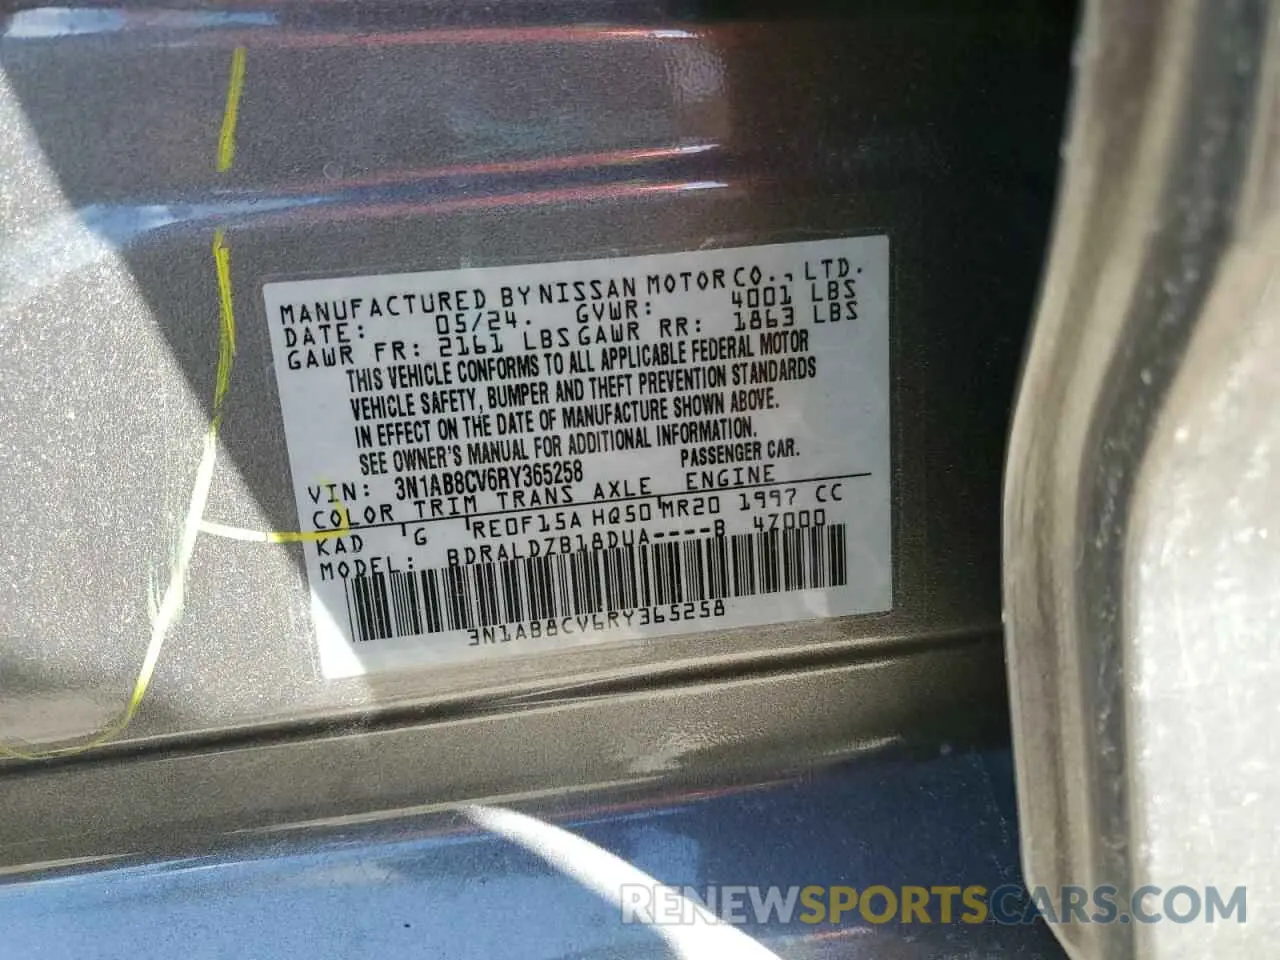 MANUFACTURED BY NISSAN MOTOR CO., LTD.
DATE: 05/24. GVWR: 4001 LBS
GAWR FR: 2161 LBS GAWR RR: 1863 LBS
THIS VEHICLE CONFORMS TO ALL APPLICABLE FEDERAL MOTOR
VEHICLE SAFETY, BUMPER AND THEFT PREVENTION STANDARDS
IN EFFECT ON THE DATE OF MANUFACTURE SHOWN ABOVE.
SEE OWNER'S MANUAL FOR ADDITIONAL INFORMATION.
VIN: 3N1AB8CV6RY365258 PASSENGER CAR.
COLOR TRIM TRANS AXLE ENGINE
KAD G RE0F15A HQ50 MR20 1997 CC
MODEL: BDRALDZB18DUA----B 4Z000
3N1AB8CV6RY365258
RENEWSPORTSCARS.COM